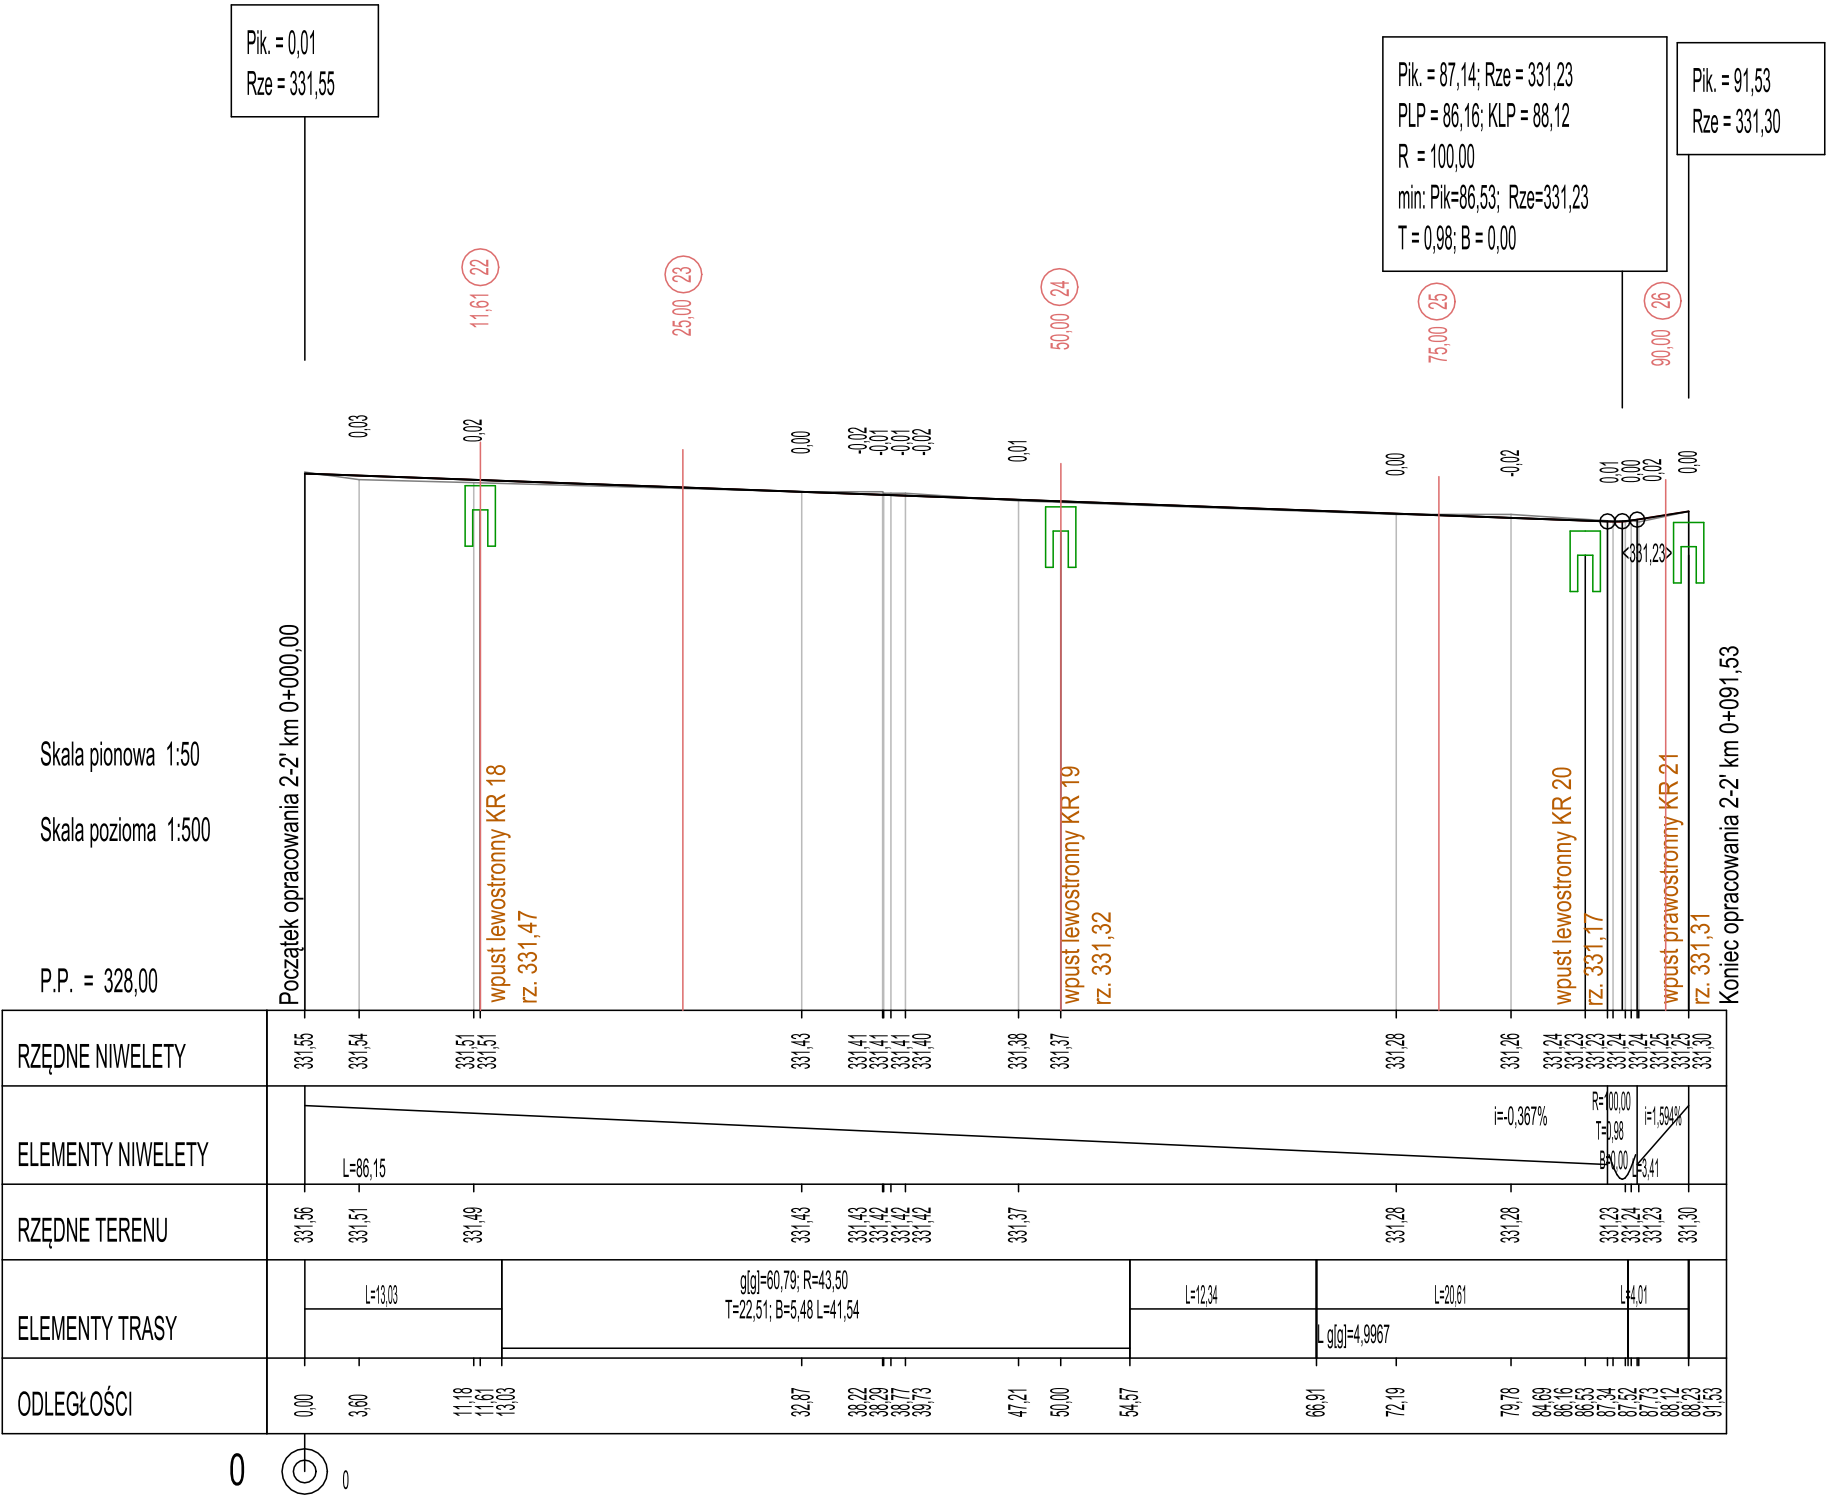 Pik. = 0,01
Rze = 331,55
Pik. = 87,14; Rze = 331,23
PLP = 86,16; KLP = 88,12
R  = 100,00
min: Pik=86,53;  Rze=331,23
T = 0,98; B = 0,00
Pik. = 91,53
Rze = 331,30
11,61 22
25,00 23
50,00 24
75,00 25
90,00 26
0,03
0,02
0,00
-0,02
-0,01
-0,01
-0,02
0,01
0,00
-0,02
0,01
0,00
0,02
0,00
<331,23>
Początek opracowania 2-2' km 0+000,00
wpust lewostronny KR 18
rz. 331,47
wpust lewostronny KR 19
rz. 331,32
wpust lewostronny KR 20
rz. 331,17
wpust prawostronny KR 21
rz. 331,31
Koniec opracowania 2-2' km 0+091,53
Skala pionowa  1:50
Skala pozioma  1:500
P.P.  =  328,00
RZĘDNE NIWELETY
331,55
331,54
331,51
331,51
331,43
331,41
331,41
331,41
331,40
331,38
331,37
331,28
331,26
331,24
331,23
331,23
331,24
331,24
331,25
331,25
331,30
ELEMENTY NIWELETY
L=86,15
i=-0,367%
R=100,00
T=0,98
B=0,00
i=1,594%
L=3,41
RZĘDNE TERENU
331,56
331,51
331,49
331,43
331,43
331,42
331,42
331,42
331,37
331,28
331,28
331,23
331,24
331,23
331,30
ELEMENTY TRASY
L=13,03
g[g]=60,79; R=43,50
T=22,51; B=5,48 L=41,54
L=12,34
L=20,61
L g[g]=4,9967
L=4,01
ODLEGŁOŚCI
0,00
3,60
11,18
11,61
13,03
32,87
38,22
38,29
38,77
39,73
47,21
50,00
54,57
66,91
72,19
79,78
84,69
86,16
86,53
87,34
87,52
87,73
88,12
88,23
91,53
0
0